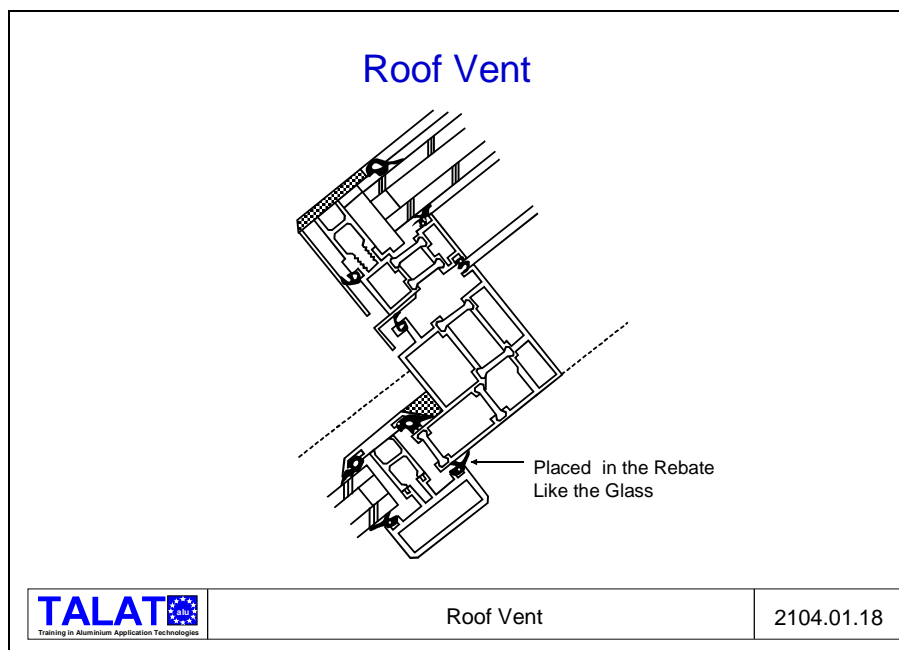 Roof Vent
Placed in the Rebate
Like the Glass
TALAT
alu
Training in Aluminium Application Technologies
Roof Vent
2104.01.18